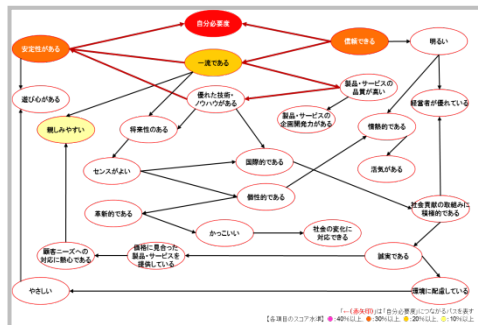 自分必要度
安定性がある
信頼できる
明るい
一流である
製品・サービスの
品質が高い
遊び心がある
優れた技術・
ノウハウがある
経営者が優れている
親しみやすい
将来性のある
製品・サービスの
企画開発力がある
情熱的である
センスがよい
国際的である
活気がある
個性的である
革新的である
社会貢献の取組みに
積極的である
かっこいい
社会の変化に
対応できる
顧客ニーズへの
対応に熱心である
価格に見合った
製品・サービスを
提供している
誠実である
やさしい
環境に配慮している
「←(赤矢印)」は「自分必要度」につながるパスを表す
【各項目のスコア水準】◆:40%以上、◆:30%以上、◆:20%以上、◆:10%以上